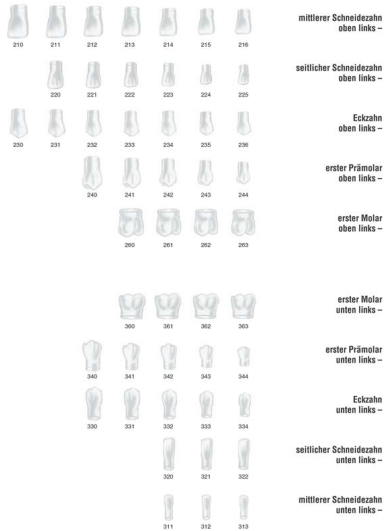 mittlerer Schneidezahn
oben links –
210 211 212 213 214 215 216
seitlicher Schneidezahn
oben links –
220 221 222 223 224 225
Eckzahn
oben links –
230 231 232 233 234 235 236
erster Prämolar
oben links –
240 241 242 243 244
erster Molar
oben links –
260 261 262 263
erster Molar
unten links –
360 361 362 363
erster Prämolar
unten links –
340 341 342 343 344
Eckzahn
unten links –
330 331 332 333 334
seitlicher Schneidezahn
unten links –
320 321 322
mittlerer Schneidezahn
unten links –
311 312 313